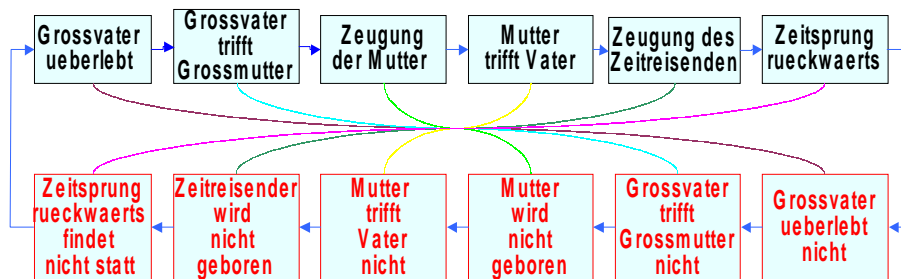 Grossvater
ueberlebt
Grossvater
trifft
Grossmutter
Zeugung
der Mutter
Mutter
trifft Vater
Zeugung des
Zeitreisenden
Zeitsprung
rueckwaerts
Zeitsprung
rueckwaerts
findet
nicht statt
Zeitreisender
wird
nicht
geboren
Mutter
trifft
Vater
nicht
Mutter
wird
nicht
geboren
Grossvater
trifft
Grossmutter
nicht
Grossvater
ueberlebt
nicht